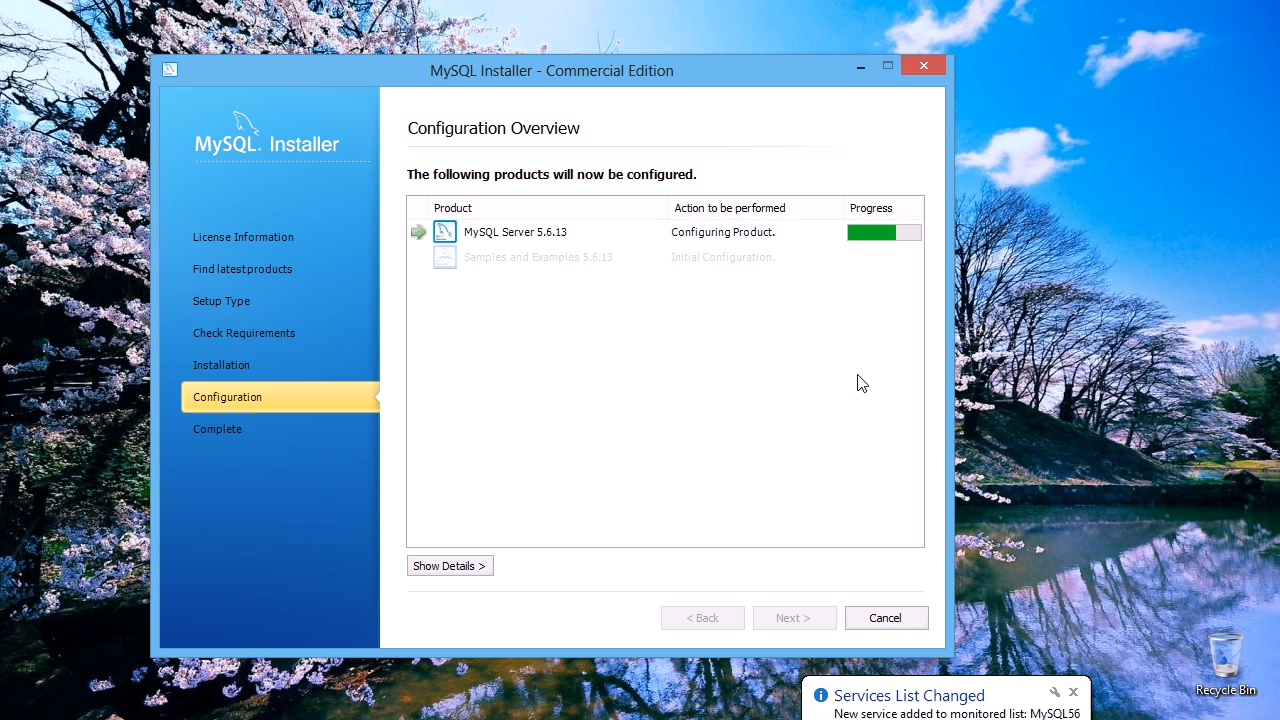 MySQL Installer - Commercial Edition
MySQL. Installer
License Information
Find latest products
Setup Type
Check Requirements
Installation
Configuration
Complete
Configuration Overview
The following products will now be configured.
Product Action to be performed Progress
MySQL Server 5.6.13 Configuring Product.
Samples and Examples 5.6.13 Initial Configuration.
Show Details >
< Back Next > Cancel
Services List Changed
New service added to monitored list: MySQL56
Recycle Bin